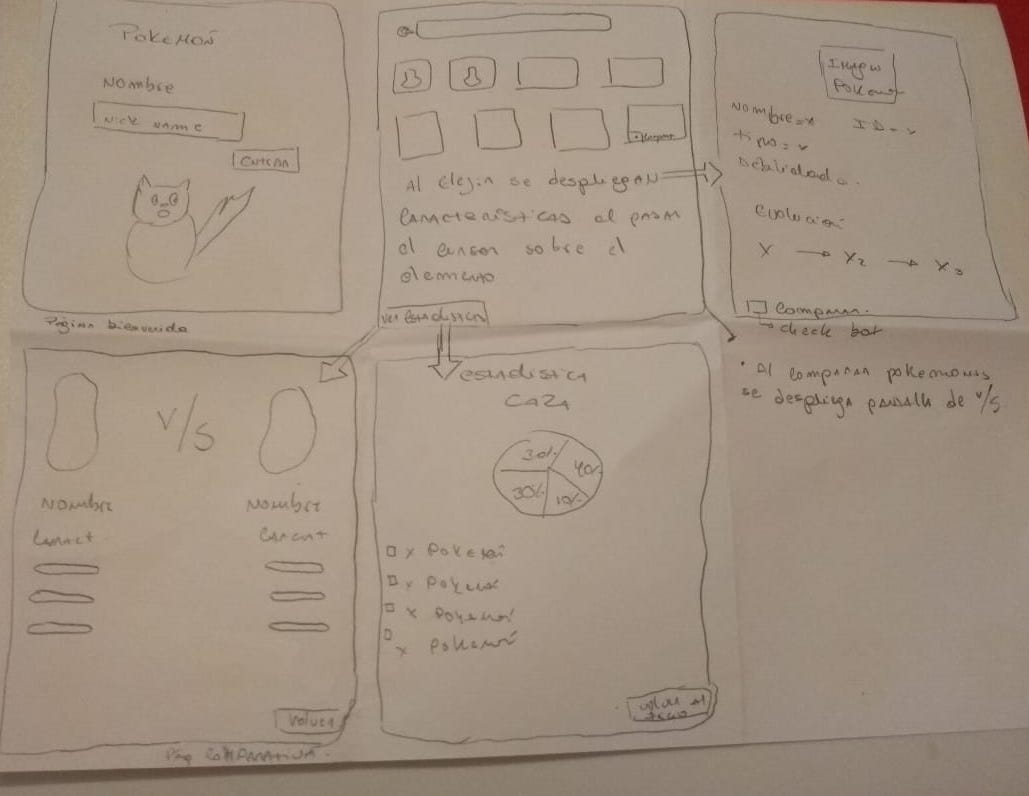 Pokemon
Nombre
NICK NAME
Entrar
Página bienvenida
Al elegir se despliegan
características al pasar
el cursor sobre el
elemento
ver estadistica
Imagen
Pokemon
Nombre = x
ID = x
tipo = x
Debilidad
Evolución
X → X2 → X3
Comparar.
→ check box
• Al comparar pokemones
se despliega pantalla de V/S
V/S
Nombre
Nombre
Caract
Caract
Volver
Pág comparativa.
estadistica
CAZA
30%
40%
30%
10%
x Pokemon
x Pokemon
x Pokemon
x Pokemon
volver al